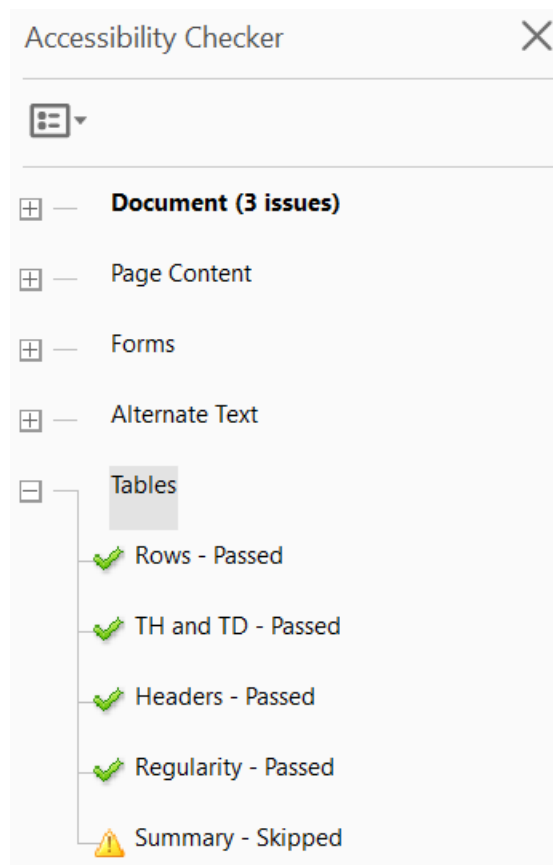 Accessibility Checker
Document (3 issues)
Page Content
Forms
Alternate Text
Tables
Rows - Passed
TH and TD - Passed
Headers - Passed
Regularity - Passed
Summary - Skipped